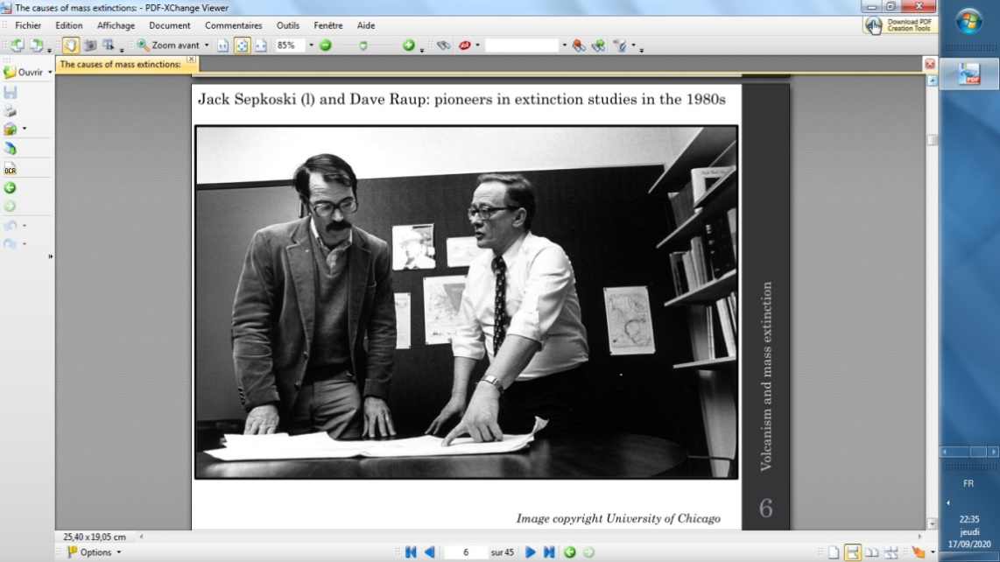 The causes of mass extinctions: - PDF-XChange Viewer
Fichier Edition Affichage Document Commentaires Outils Fenêtre Aide
Download PDF
Creation Tools
Zoom avant 85%
The causes of mass extinctions:
Ouvrir
OCR
PDF
Jack Sepkoski (l) and Dave Raup: pioneers in extinction studies in the 1980s
Volcanism and mass extinction
6
Image copyright University of Chicago
25,40 x 19,05 cm
Options
6 sur 45
FR
22:35
jeudi
17/09/2020